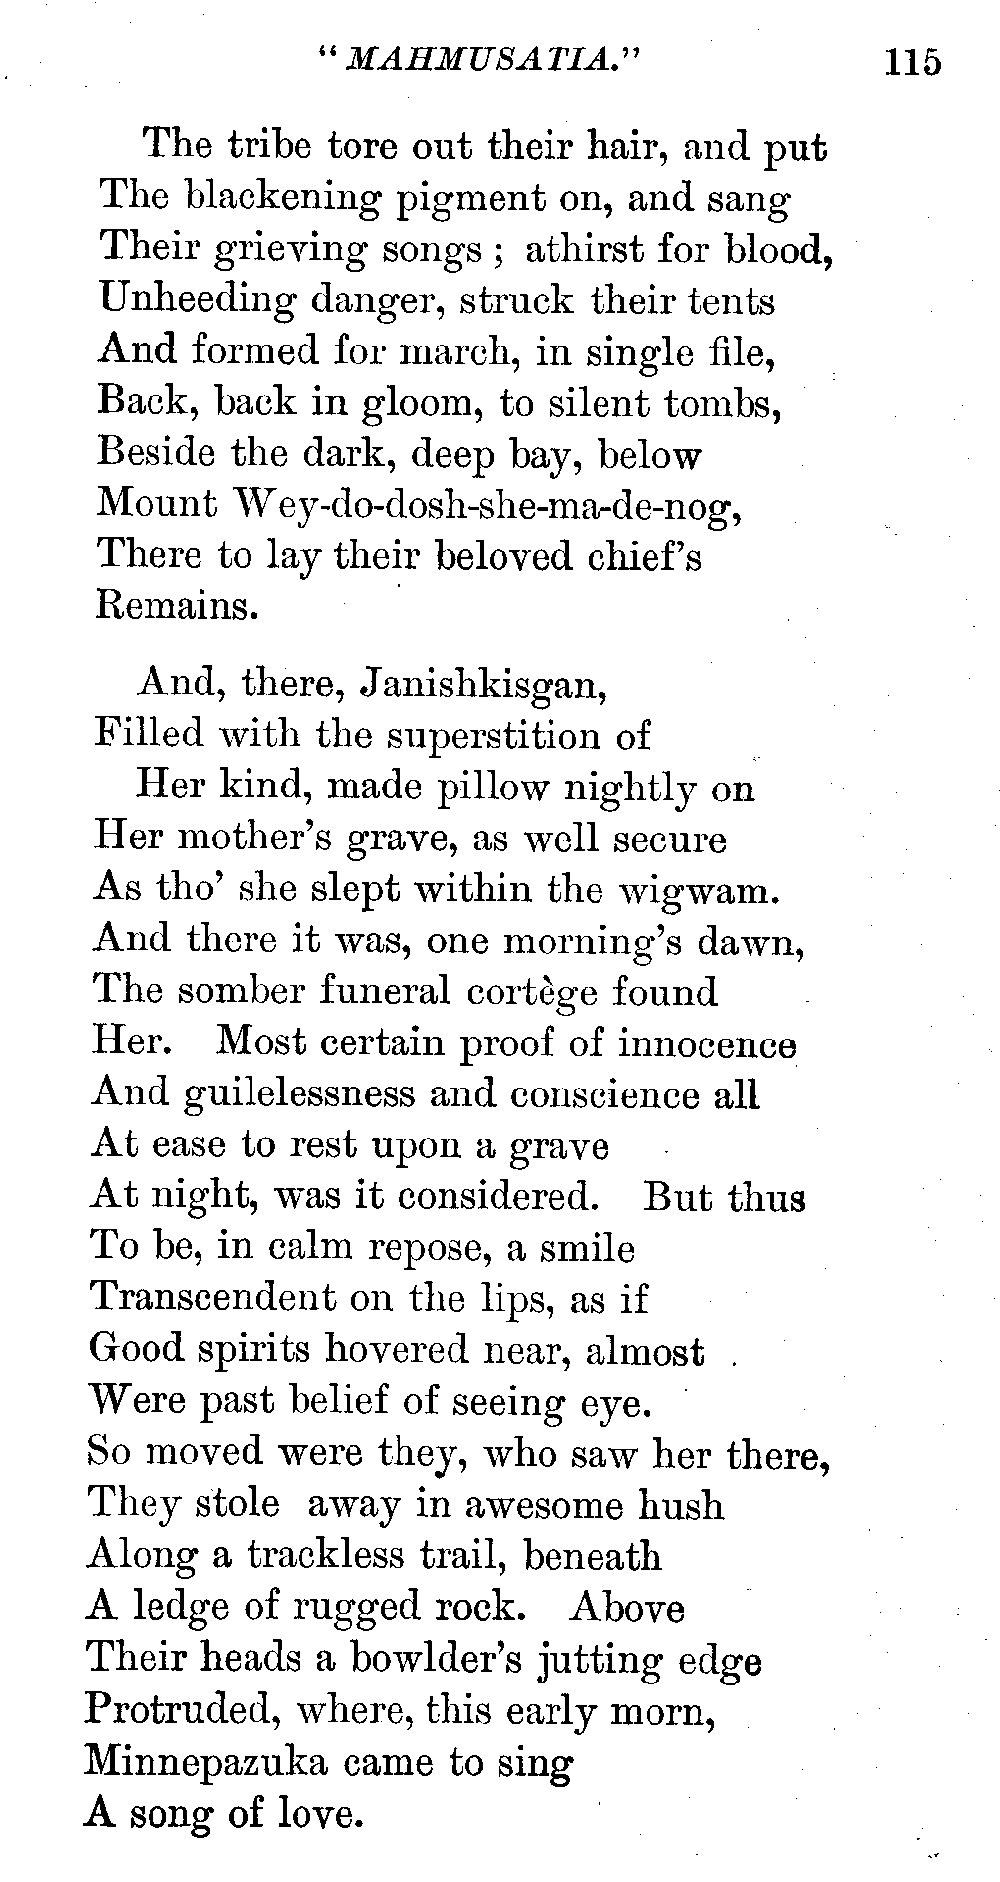 "MAHMUSATIA." 115
The tribe tore out their hair, and put
The blackening pigment on, and sang
Their grieving songs ; athirst for blood,
Unheeding danger, struck their tents
And formed for march, in single file,
Back, back in gloom, to silent tombs,
Beside the dark, deep bay, below
Mount Wey-do-dosh-she-ma-de-nog,
There to lay their beloved chief's
Remains.
And, there, Janishkisgan,
Filled with the superstition of
Her kind, made pillow nightly on
Her mother's grave, as well secure
As tho' she slept within the wigwam.
And there it was, one morning's dawn,
The somber funeral cortège found
Her. Most certain proof of innocence
And guilelessness and conscience all
At ease to rest upon a grave
At night, was it considered. But thus
To be, in calm repose, a smile
Transcendent on the lips, as if
Good spirits hovered near, almost
Were past belief of seeing eye.
So moved were they, who saw her there,
They stole away in awesome hush
Along a trackless trail, beneath
A ledge of rugged rock. Above
Their heads a bowlder's jutting edge
Protruded, where, this early morn,
Minnepazuka came to sing
A song of love.